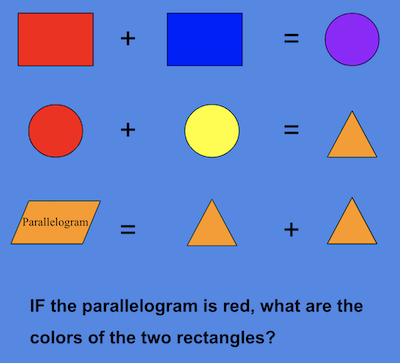 + =
+ =
Parallelogram = +
IF the parallelogram is red, what are the
colors of the two rectangles?